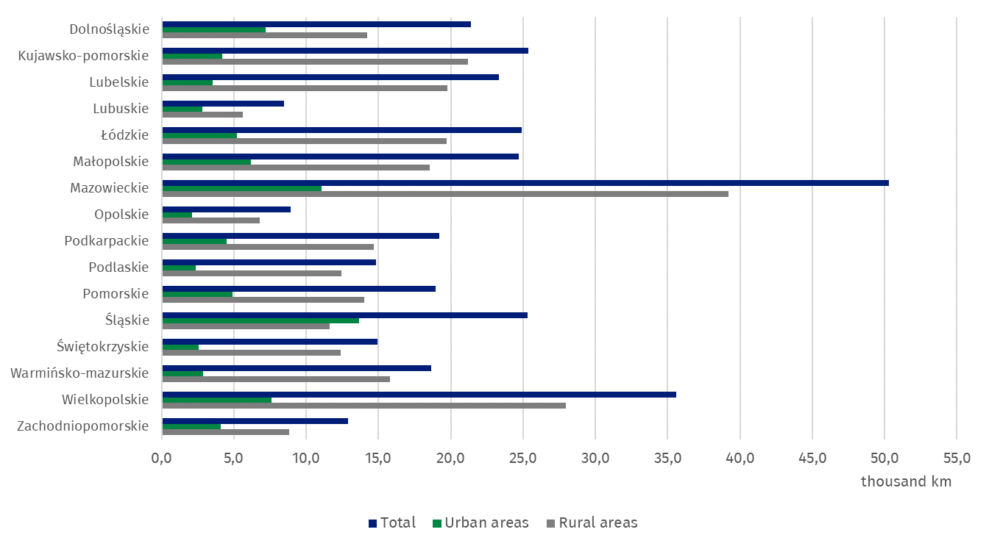 Dolnośląskie
Kujawsko-pomorskie
Lubelskie
Lubuskie
Łódzkie
Małopolskie
Mazowieckie
Opolskie
Podkarpackie
Podlaskie
Pomorskie
Śląskie
Świętokrzyskie
Warmińsko-mazurskie
Wielkopolskie
Zachodniopomorskie
0,0 5,0 10,0 15,0 20,0 25,0 30,0 35,0 40,0 45,0 50,0 55,0
thousand km
Total Urban areas Rural areas